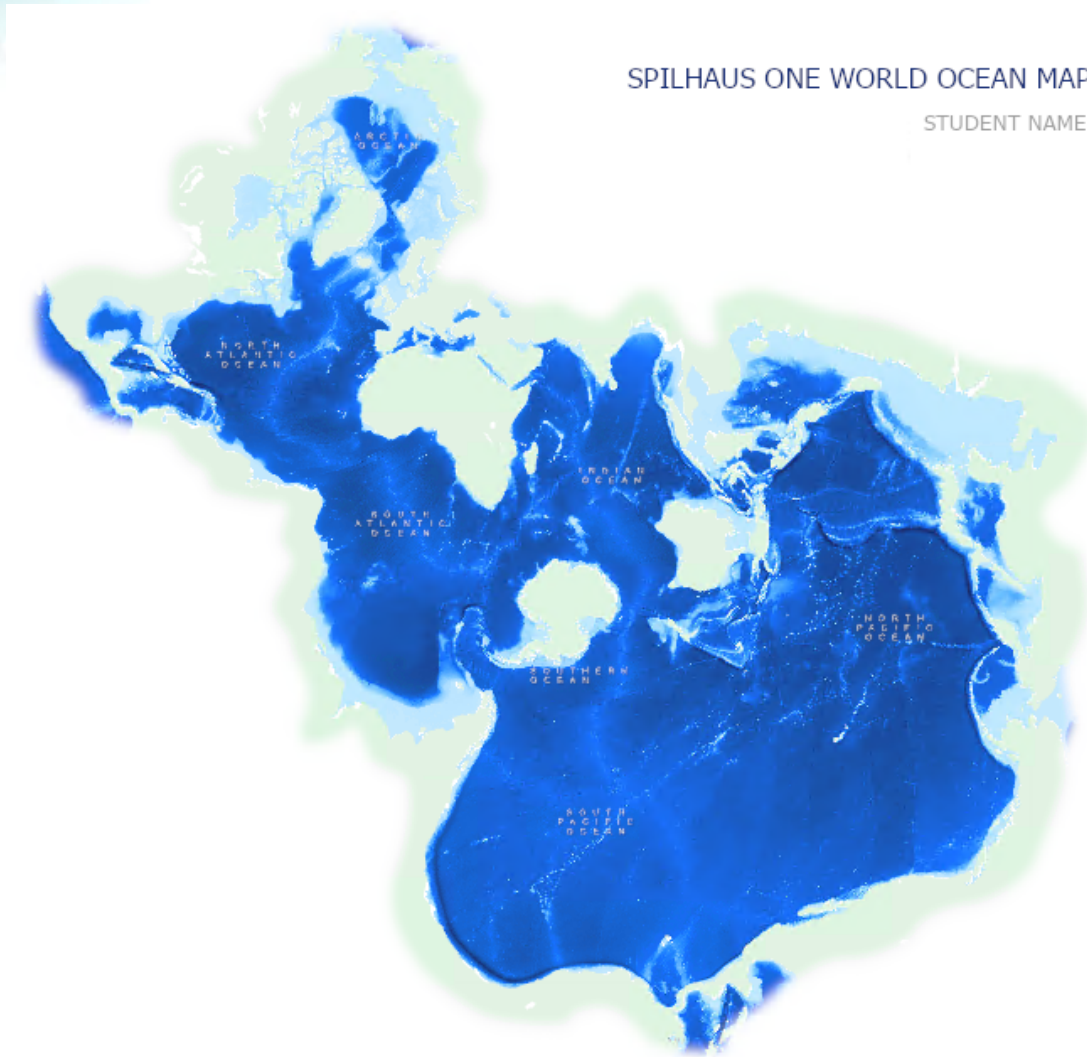 SPILHAUS ONE WORLD OCEAN MAP
STUDENT NAME
ARCTIC
OCEAN
NORTH
ATLANTIC
OCEAN
INDIAN
OCEAN
SOUTH
ATLANTIC
OCEAN
NORTH
PACIFIC
OCEAN
SOUTHERN
OCEAN
SOUTH
PACIFIC
OCEAN